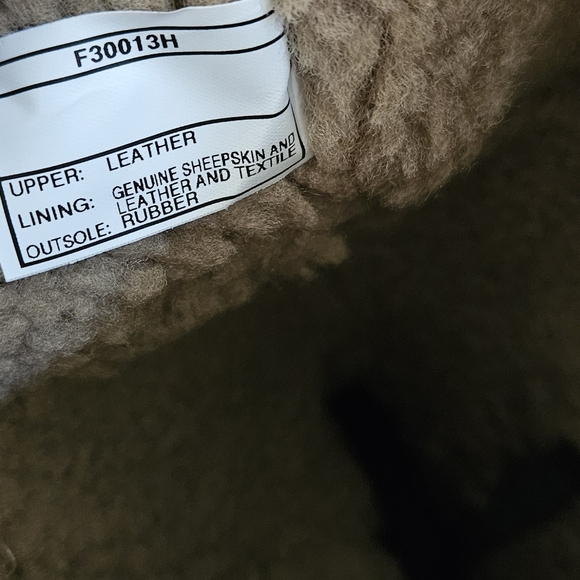 F30013H
UPPER: LEATHER
LINING: GENUINE SHEEPSKIN AND
LEATHER AND TEXTILE
OUTSOLE: RUBBER